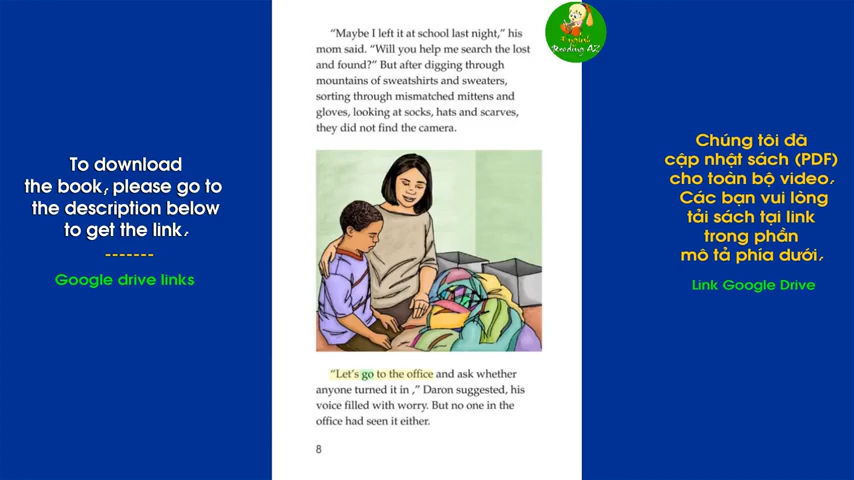 To download
the book, please go to
the description below
to get the link,
-------
Google drive links
“Maybe I left it at school last night,” his
mom said. “Will you help me search the lost
and found?” But after digging through
mountains of sweatshirts and sweaters,
sorting through mismatched mittens and
gloves, looking at socks, hats and scarves,
they did not find the camera.
“Let’s go to the office and ask whether
anyone turned it in ,” Daron suggested, his
voice filled with worry. But no one in the
office had seen it either.
8
Reading AZ
Chúng tôi đã
cập nhật sách (PDF)
cho toàn bộ video,
Các bạn vui lòng
tải sách tại link
trong phần
mô tả phía dưới,
Link Google Drive